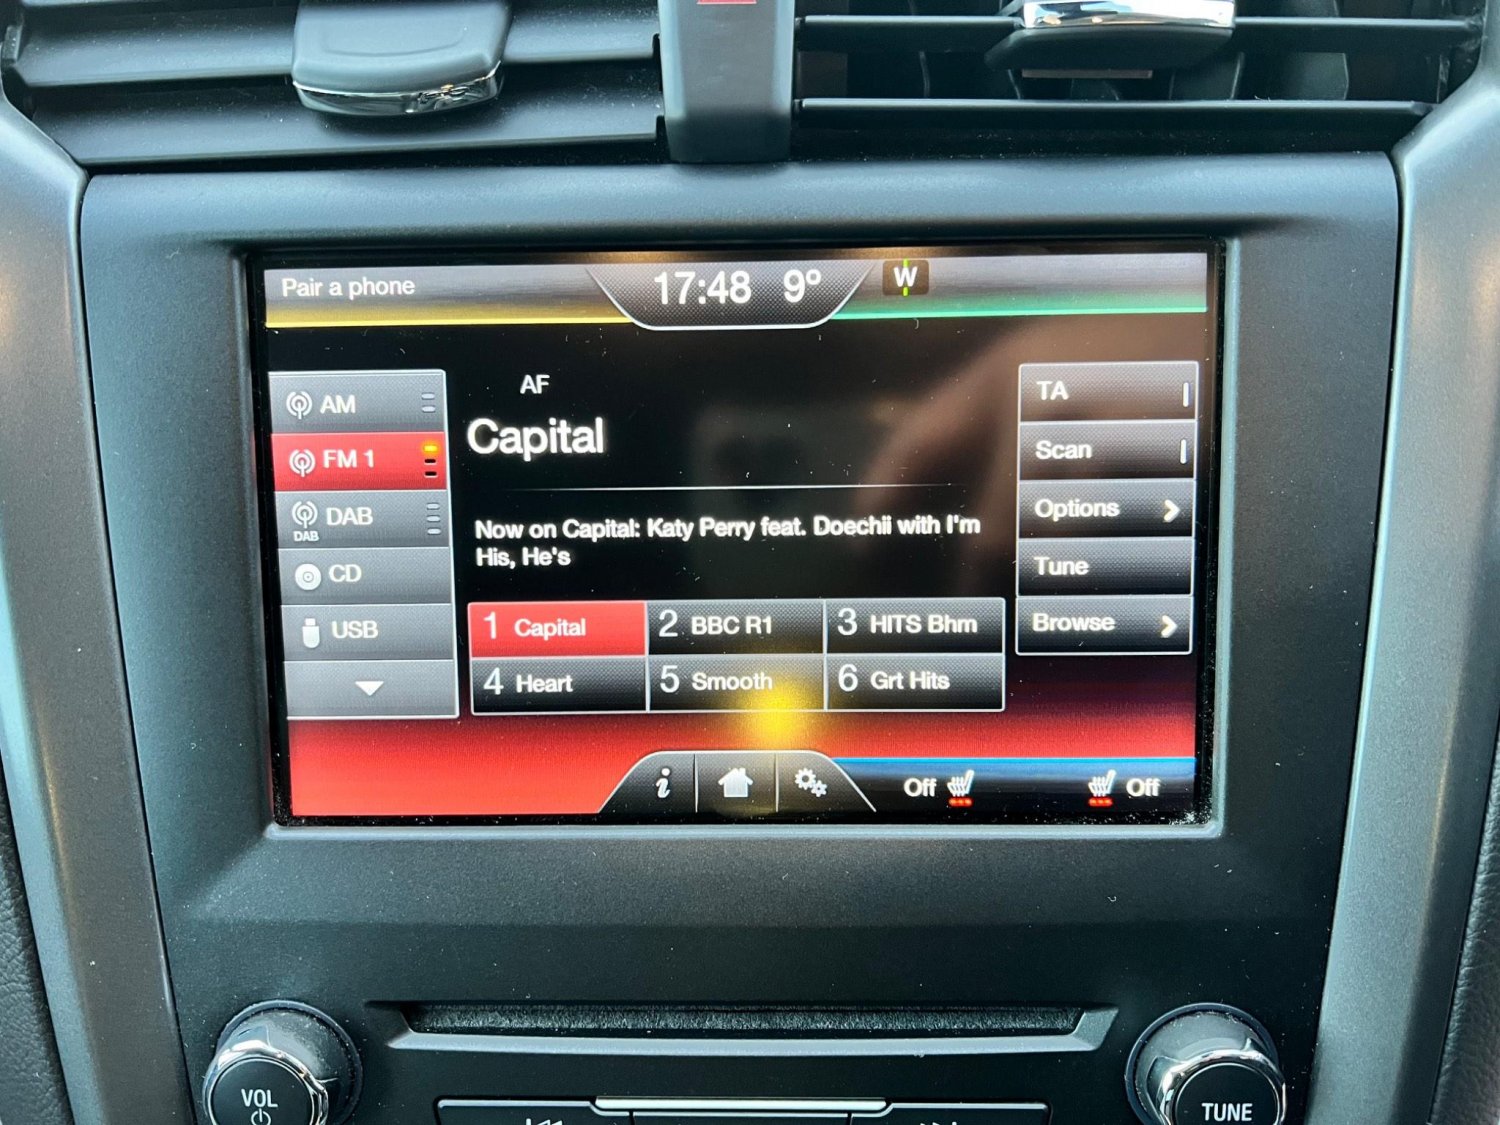 Pair a phone
17:48 9°
W
AM
FM 1
DAB
DAB
CD
USB
AF
Capital
Now on Capital: Katy Perry feat. Doechii with I'm
His, He's
1 Capital
2 BBC R1
3 HITS Bhm
4 Heart
5 Smooth
6 Grt Hits
TA
Scan
Options
Tune
Browse
i
Off
Off
VOL
TUNE